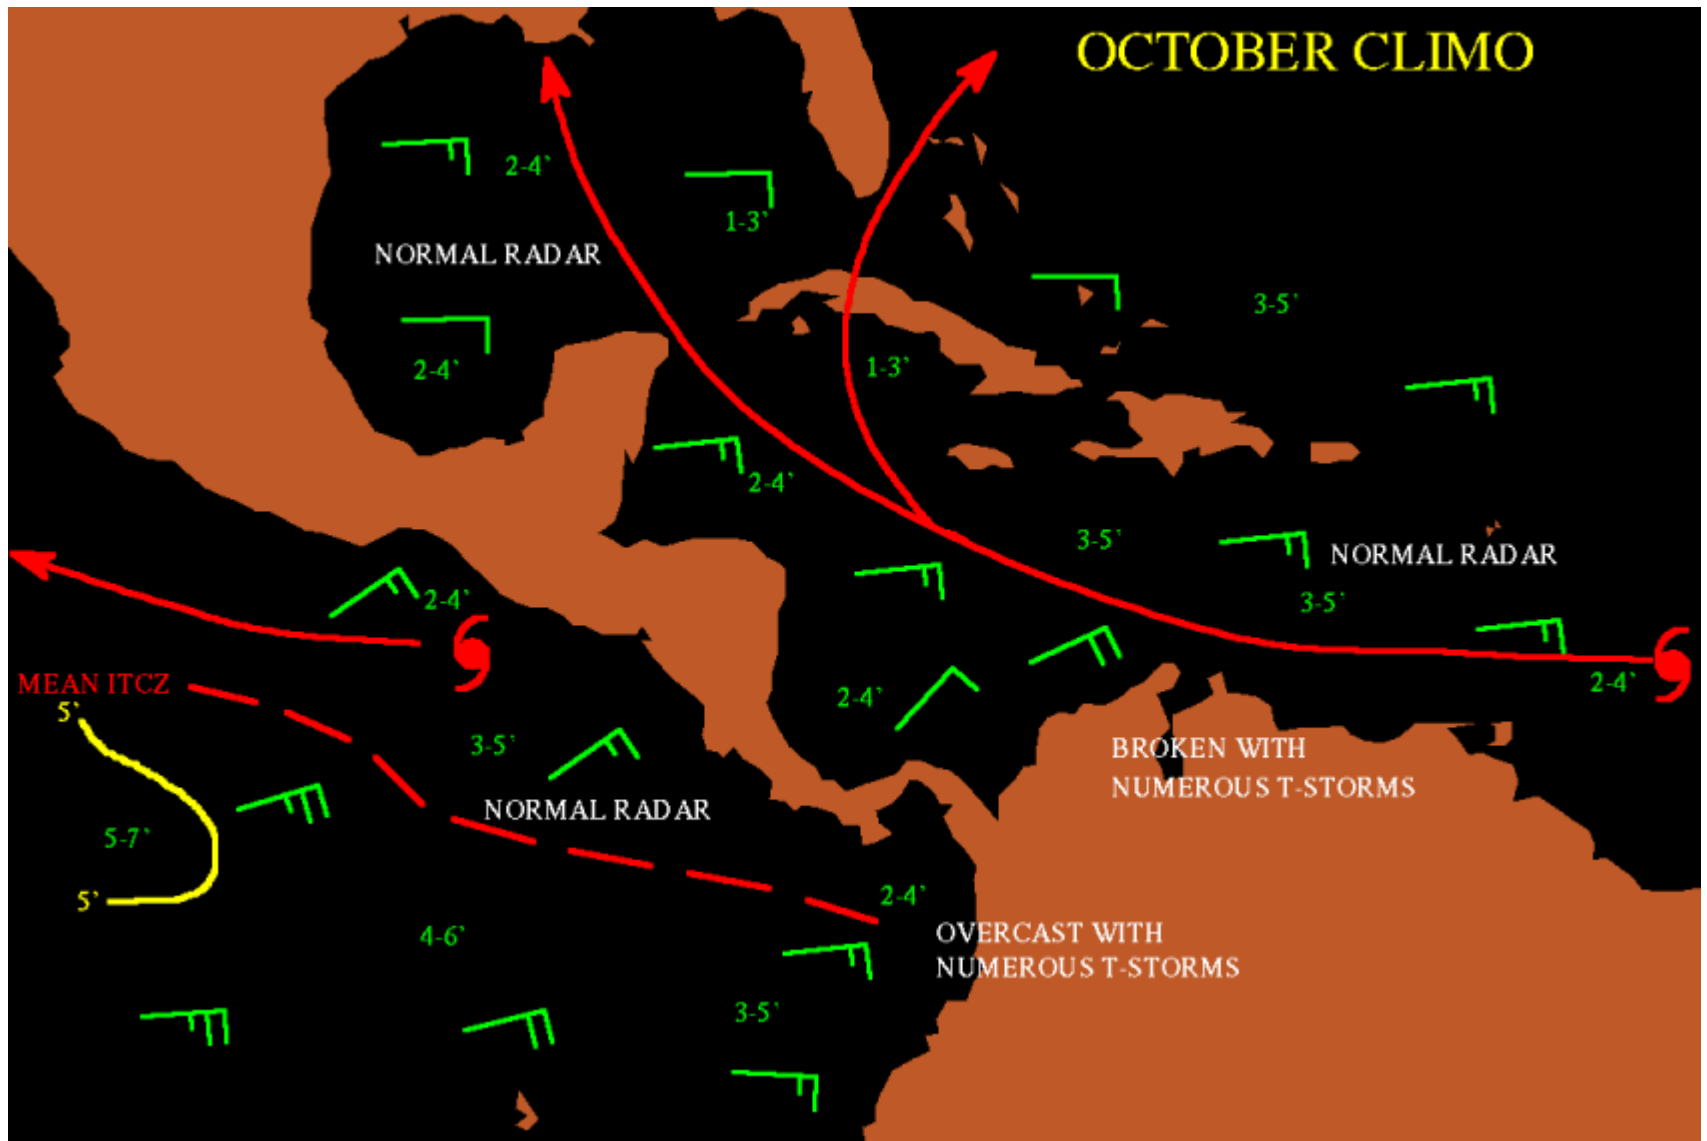 OCTOBER CLIMO
2-4'
1-3'
NORMAL RADAR
3-5'
2-4'
1-3'
2-4'
3-5'
NORMAL RADAR
2-4'
3-5'
MEAN ITCZ
2-4'
2-4'
5'
3-5'
BROKEN WITH
NUMEROUS T-STORMS
NORMAL RADAR
5-7'
5'
2-4'
4-6'
OVERCAST WITH
NUMEROUS T-STORMS
3-5'